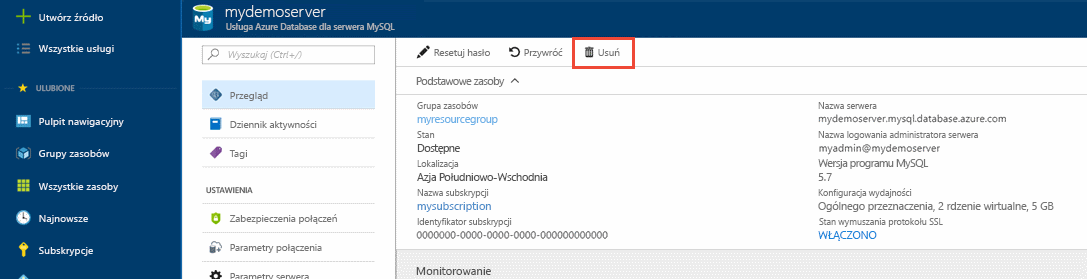 Utwórz źródło
Wszystkie usługi
ULUBIONE
Pulpit nawigacyjny
Grupy zasobów
Wszystkie zasoby
Najnowsze
Subskrypcje
My
mydemoserver
Usługa Azure Database dla serwera MySQL
Wyszukaj (Ctrl+/)
Przegląd
Dziennik aktywności
Tagi
USTAWIENIA
Zabezpieczenia połączeń
Parametry połączenia
Parametry serwera
Resetuj hasło Przywróć Usuń
Podstawowe zasoby
Grupa zasobów
myresourcegroup
Stan
Dostępne
Lokalizacja
Azja Południowo-Wschodnia
Nazwa subskrypcji
mysubscription
Identyfikator subskrypcji
0000000-0000-0000-0000-000000000000
Nazwa serwera
mydemoserver.mysql.database.azure.com
Nazwa logowania administratora serwera
myadmin@mydemoserver
Wersja programu MySQL
5.7
Konfiguracja wydajności
Ogólnego przeznaczenia, 2 rdzenie wirtualne, 5 GB
Stan wymuszania protokołu SSL
WŁĄCZONO
Monitorowanie